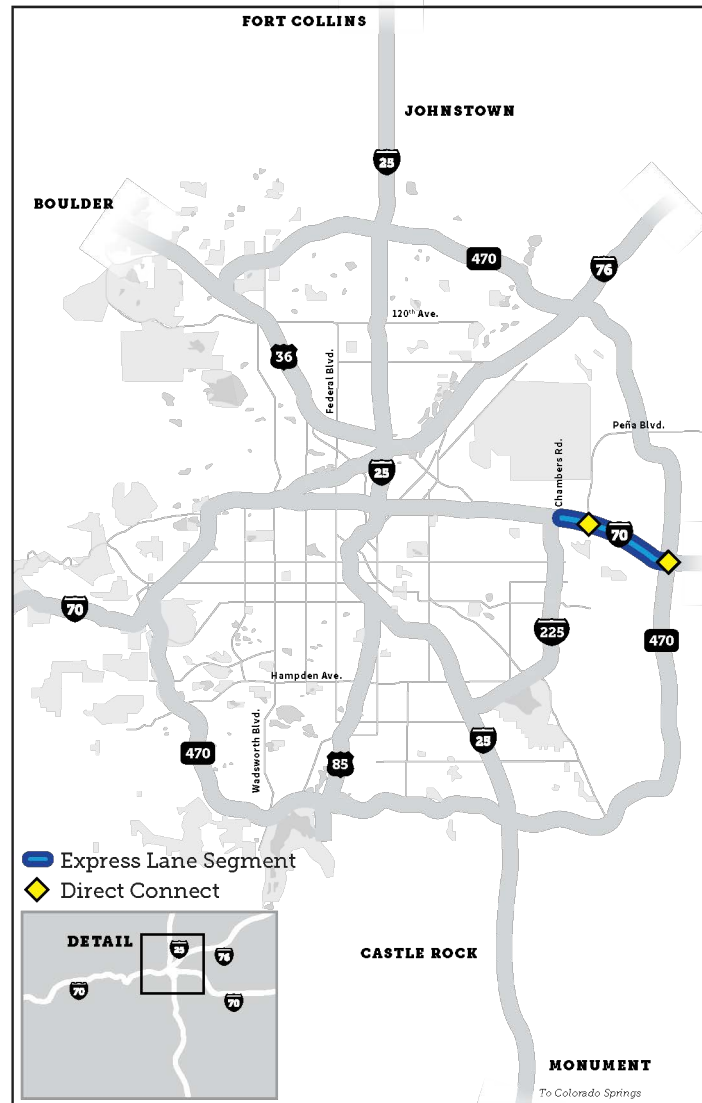 FORT COLLINS
JOHNSTOWN
25
BOULDER
470
76
120th Ave.
36
Federal Blvd.
Peña Blvd.
Chambers Rd.
25
70
70
225
470
Hampden Ave.
Wadsworth Blvd.
25
470
85
Express Lane Segment
Direct Connect
DETAIL
25
76
70
70
CASTLE ROCK
MONUMENT
To Colorado Springs